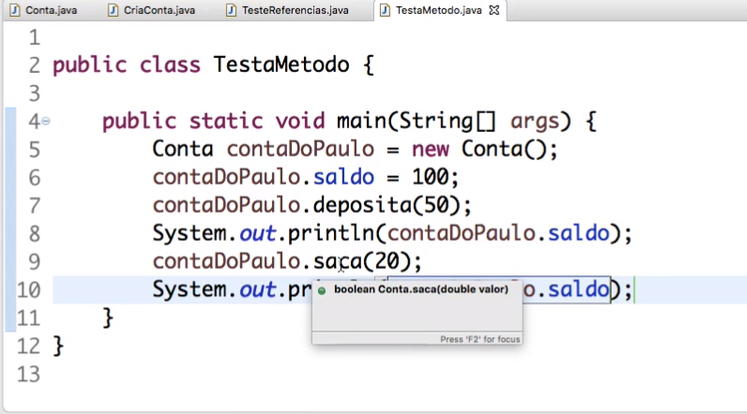 Conta.java CriaConta.java TesteReferencias.java TestaMetodo.java
1
2 public class TestaMetodo {
3
4 public static void main(String[] args) {
5 Conta contaDoPaulo = new Conta();
6 contaDoPaulo.saldo = 100;
7 contaDoPaulo.deposita(50);
8 System.out.println(contaDoPaulo.saldo);
9 contaDoPaulo.saca(20);
10 System.out.pr o.saldo);
boolean Conta.saca(double valor)
11 }
Press 'F2' for focus
12 }
13